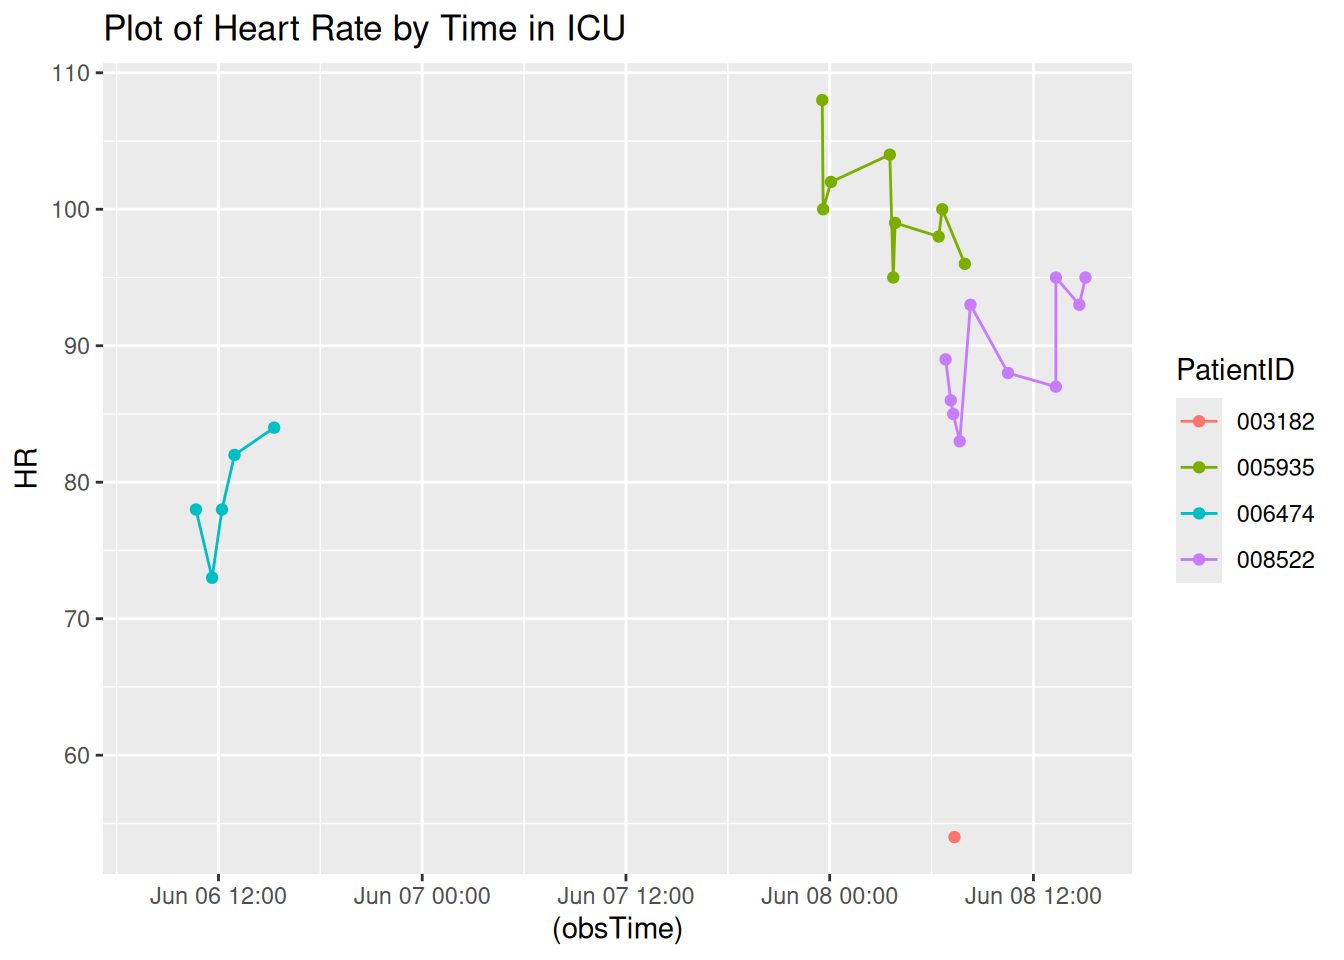 Plot of Heart Rate by Time in ICU
110
100
90
80
70
60
HR
Jun 06 12:00
Jun 07 00:00
Jun 07 12:00
Jun 08 00:00
Jun 08 12:00
(obsTime)
PatientID
003182
005935
006474
008522